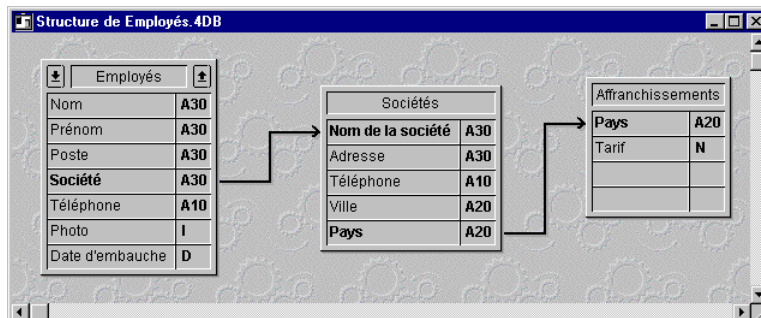 Structure de Employés.4DB
Employés
Nom A30
Prénom A30
Poste A30
Société A30
Téléphone A10
Photo I
Date d'embauche D
Sociétés
Nom de la société A30
Adresse A30
Téléphone A10
Ville A20
Pays A20
Affranchissements
Pays A20
Tarif N